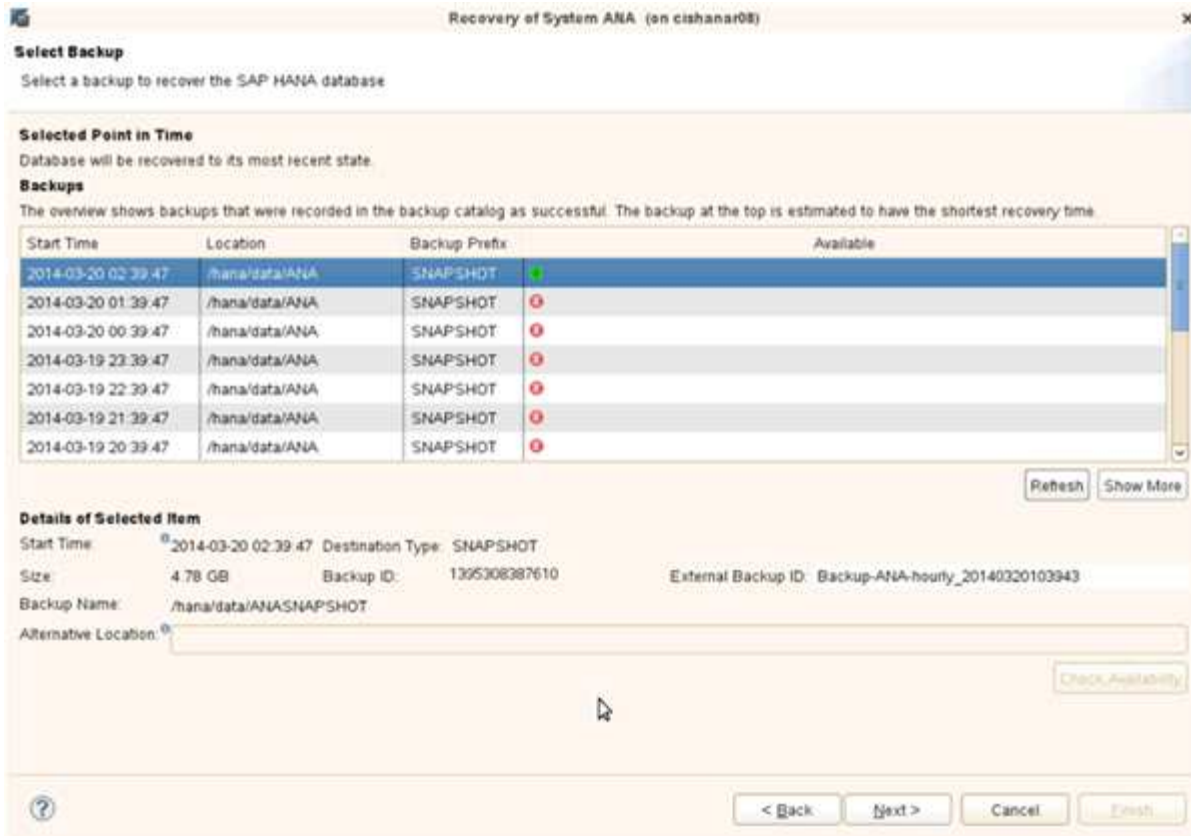 Recovery of System ANA (on cishanar08)
Select Backup
Select a backup to recover the SAP HANA database
Selected Point in Time
Database will be recovered to its most recent state.
Backups
The overview shows backups that were recorded in the backup catalog as successful. The backup at the top is estimated to have the shortest recovery time.
Start Time Location Backup Prefix Available
2014-03-20 02:39:47 /hana/data/ANA SNAPSHOT
2014-03-20 01:39:47 /hana/data/ANA SNAPSHOT
2014-03-20 00:39:47 /hana/data/ANA SNAPSHOT
2014-03-19 23:39:47 /hana/data/ANA SNAPSHOT
2014-03-19 22:39:47 /hana/data/ANA SNAPSHOT
2014-03-19 21:39:47 /hana/data/ANA SNAPSHOT
2014-03-19 20:39:47 /hana/data/ANA SNAPSHOT
Refresh Show More
Details of Selected Item
Start Time: 2014-03-20 02:39:47 Destination Type: SNAPSHOT
Size: 4.78 GB Backup ID: 1395308387610 External Backup ID: Backup-ANA-hourly_20140320103943
Backup Name: /hana/data/ANASNAPSHOT
Alternative Location:
Check Availability
< Back Next > Cancel Finish